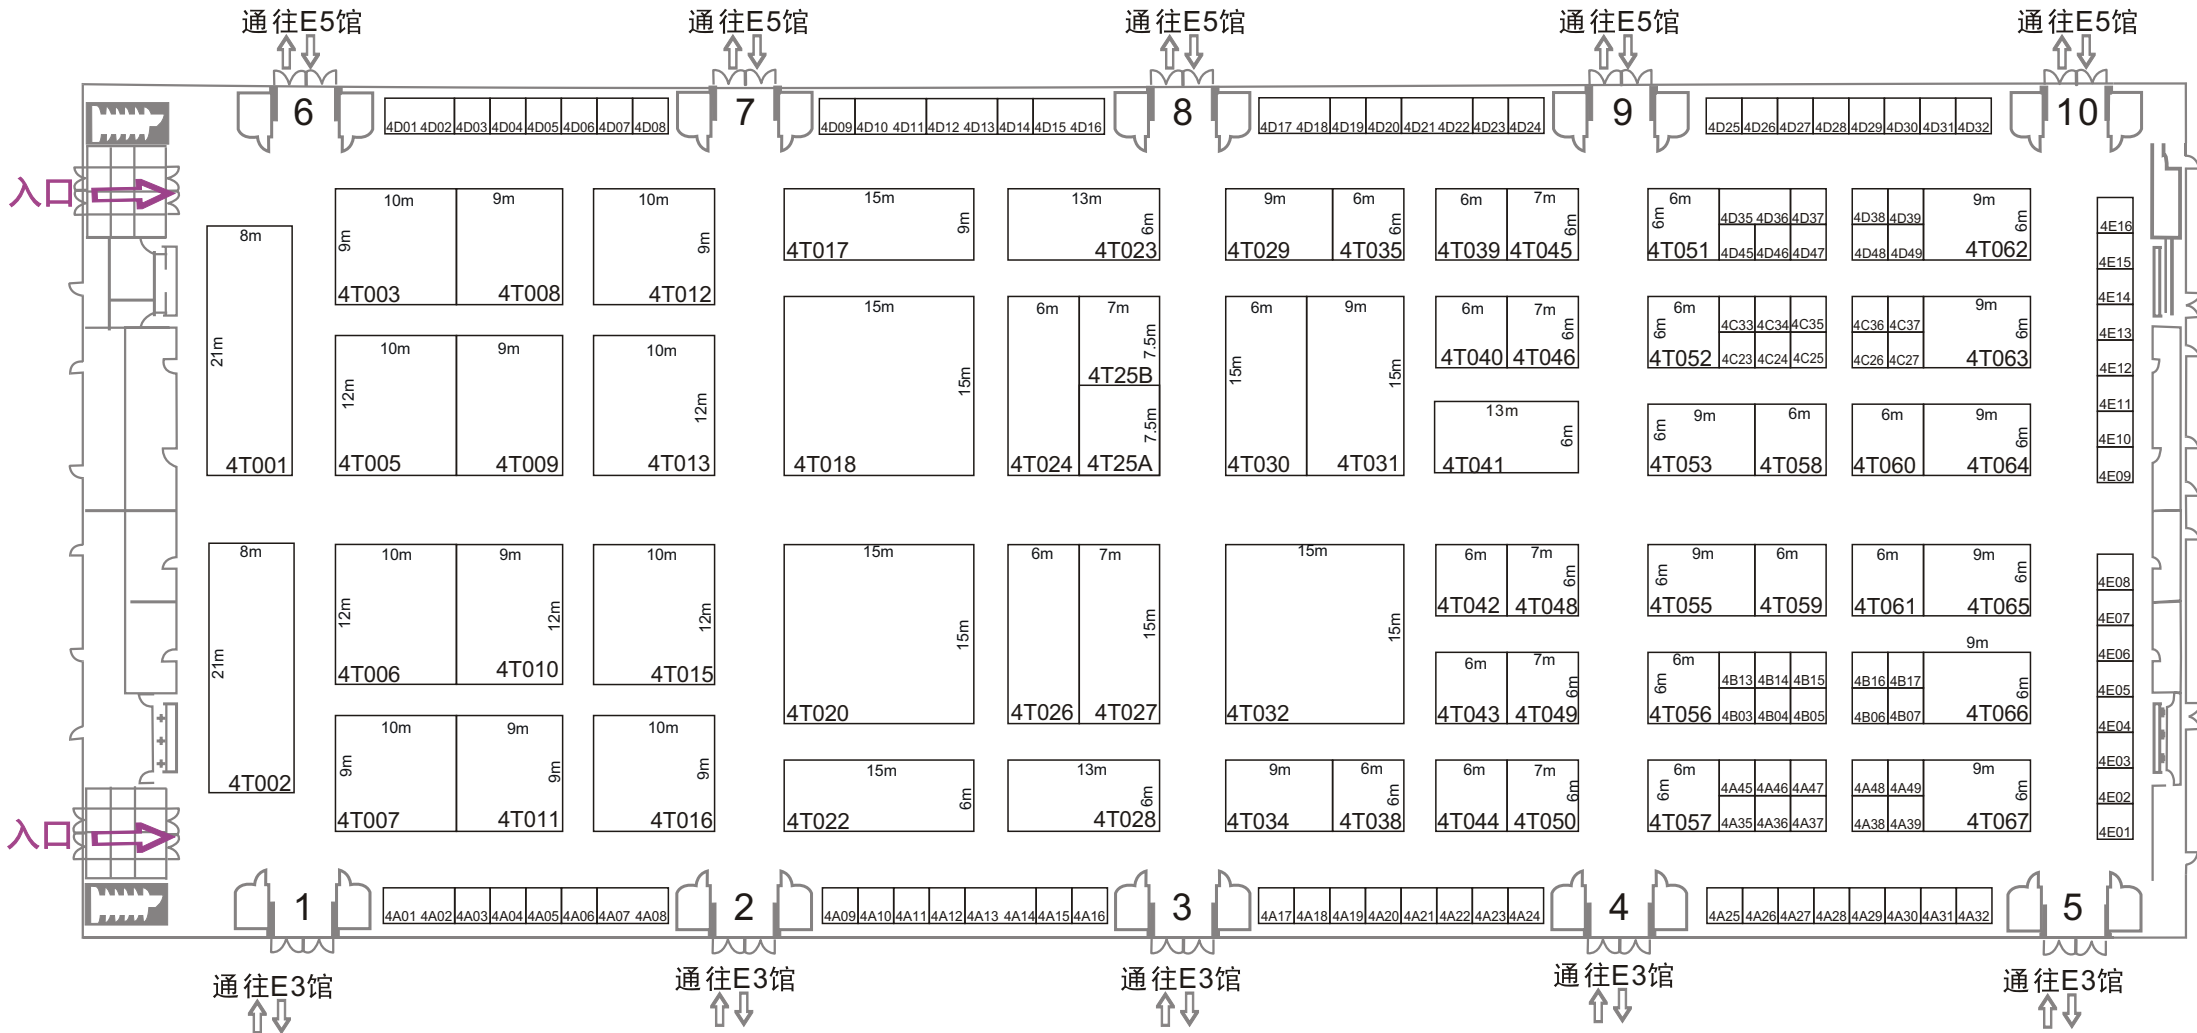 通往E5馆 通往E5馆 通往E5馆 通往E5馆 通往E5馆
6 7 8 9 10
4D01 4D02 4D03 4D04 4D05 4D06 4D07 4D08 4D09 4D10 4D11 4D12 4D13 4D14 4D15 4D16 4D17 4D18 4D19 4D20 4D21 4D22 4D23 4D24 4D25 4D26 4D27 4D28 4D29 4D30 4D31 4D32
入口
10m 9m 10m 15m 13m 9m 6m 6m 7m 6m 9m
9m 9m 9m 6m 6m 6m 6m 6m
4D35 4D36 4D37 4D38 4D39
4D45 4D46 4D47 4D48 4D49
4T017 4T023 4T029 4T035 4T039 4T045 4T051 4T062
4T003 4T008 4T012
8m
21m
4T001
15m 6m 7m 6m 9m 6m 7m 6m 9m
7.5m 6m 6m 6m
4C33 4C34 4C35 4C36 4C37
4C23 4C24 4C25 4C26 4C27
4T25B 4T040 4T046 4T052 4T063
10m 9m 10m
12m 12m 15m 15m 15m
13m 9m 6m 6m 9m
7.5m 6m 6m 6m
4T005 4T009 4T013 4T018 4T024 4T25A 4T030 4T031 4T041 4T053 4T058 4T060 4T064
4E16
4E15
4E14
4E13
4E12
4E11
4E10
4E09
8m 10m 9m 10m 15m 6m 7m 15m 6m 7m 9m 6m 6m 9m
21m 12m 12m 12m 15m 15m 15m 6m 6m 6m
4T042 4T048 4T055 4T059 4T061 4T065
4T006 4T010 4T015
6m 7m 6m 9m
6m 6m 6m
4B13 4B14 4B15 4B16 4B17
4B03 4B04 4B05 4B06 4B07
4T020 4T026 4T027 4T032 4T043 4T049 4T056 4T066
4T002
10m 9m 10m 15m 13m 9m 6m 6m 7m 6m 9m
9m 9m 9m 6m 6m 6m 6m 6m 6m
4A45 4A46 4A47 4A48 4A49
4A35 4A36 4A37 4A38 4A39
4T007 4T011 4T016 4T022 4T028 4T034 4T038 4T044 4T050 4T057 4T067
4E08
4E07
4E06
4E05
4E04
4E03
4E02
4E01
入口
1 2 3 4 5
4A01 4A02 4A03 4A04 4A05 4A06 4A07 4A08 4A09 4A10 4A11 4A12 4A13 4A14 4A15 4A16 4A17 4A18 4A19 4A20 4A21 4A22 4A23 4A24 4A25 4A26 4A27 4A28 4A29 4A30 4A31 4A32
通往E3馆 通往E3馆 通往E3馆 通往E3馆 通往E3馆